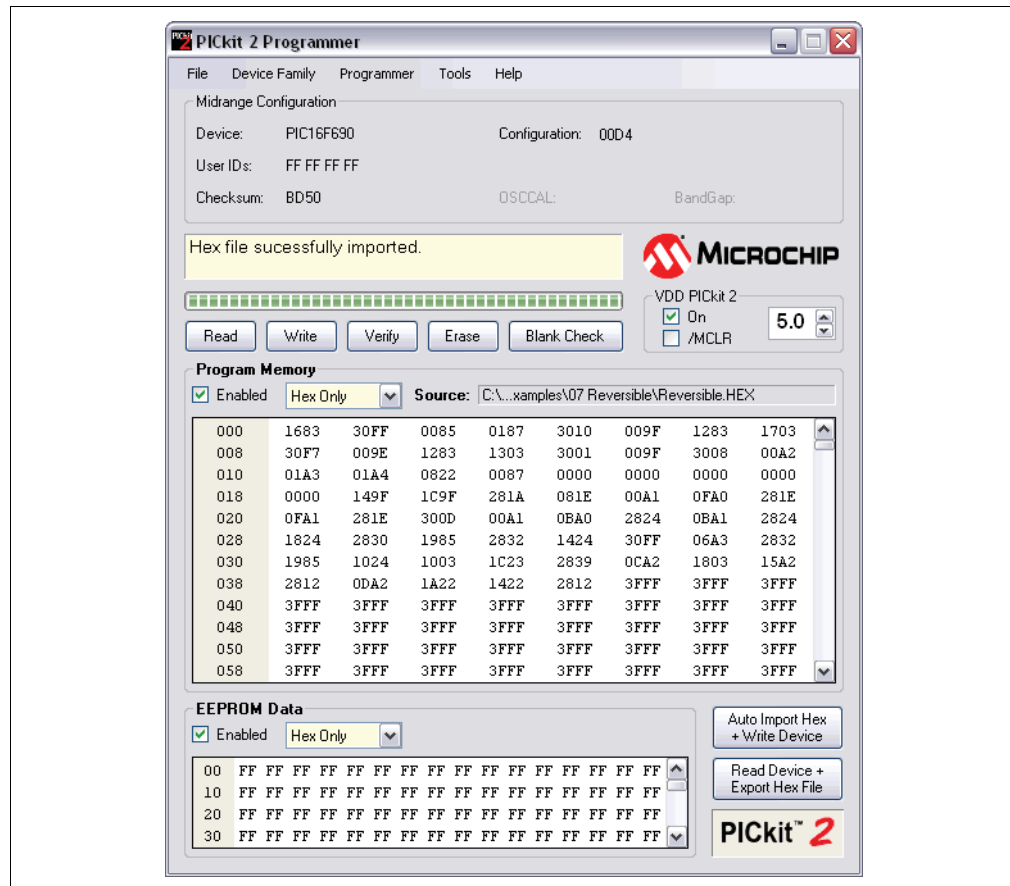 PICkit 2 Programmer
File Device Family Programmer Tools Help
Midrange Configuration
Device: PIC16F690 Configuration: 00D4
User IDs: FF FF FF FF
Checksum: BD50 OSCCAL: BandGap:
Hex file sucessfully imported.
MICROCHIP
VDD PICkit 2
On
/MCLR
5.0
Read Write Verify Erase Blank Check
Program Memory
Enabled Hex Only Source: C:\...xamples\07 Reversible\Reversible.HEX
000 1683 30FF 0085 0187 3010 009F 1283 1703
008 30F7 009E 1283 1303 3001 009F 3008 00A2
010 01A3 01A4 0822 0087 0000 0000 0000 0000
018 0000 149F 1C9F 281A 081E 00A1 0FA0 281E
020 0FA1 281E 300D 00A1 0BA0 2824 0BA1 2824
028 1824 2830 1985 2832 1424 30FF 06A3 2832
030 1985 1024 1003 1C23 2839 0CA2 1803 15A2
038 2812 0DA2 1A22 1422 2812 3FFF 3FFF 3FFF
040 3FFF 3FFF 3FFF 3FFF 3FFF 3FFF 3FFF 3FFF
048 3FFF 3FFF 3FFF 3FFF 3FFF 3FFF 3FFF 3FFF
050 3FFF 3FFF 3FFF 3FFF 3FFF 3FFF 3FFF 3FFF
058 3FFF 3FFF 3FFF 3FFF 3FFF 3FFF 3FFF 3FFF
EEPROM Data
Enabled Hex Only
00 FF FF FF FF FF FF FF FF FF FF FF FF FF FF FF FF
10 FF FF FF FF FF FF FF FF FF FF FF FF FF FF FF FF
20 FF FF FF FF FF FF FF FF FF FF FF FF FF FF FF FF
30 FF FF FF FF FF FF FF FF FF FF FF FF FF FF FF FF
Auto Import Hex
+ Write Device
Read Device +
Export Hex File
PICkit™ 2